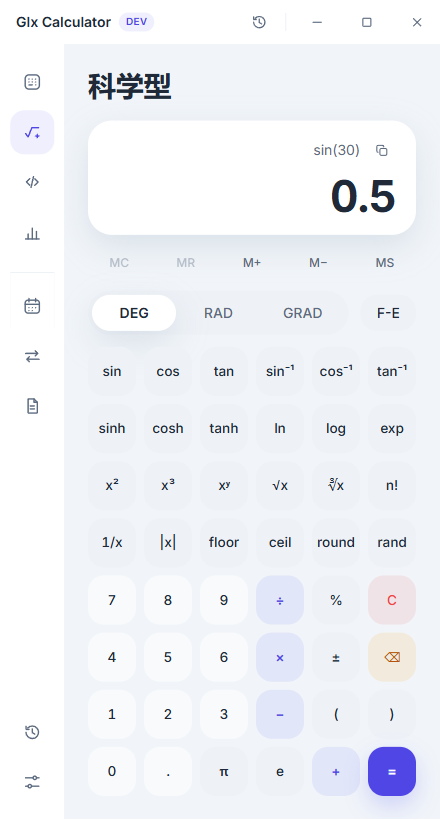 Glx Calculator DEV
科学型
sin(30)
0.5
MC MR M+ M− MS
DEG RAD GRAD F-E
sin cos tan sin⁻¹ cos⁻¹ tan⁻¹
sinh cosh tanh ln log exp
x² x³ xʸ √x ∛x n!
1/x |x| floor ceil round rand
7 8 9 ÷ % C
4 5 6 × ± ⌫
1 2 3 − ( )
0 . π e + =